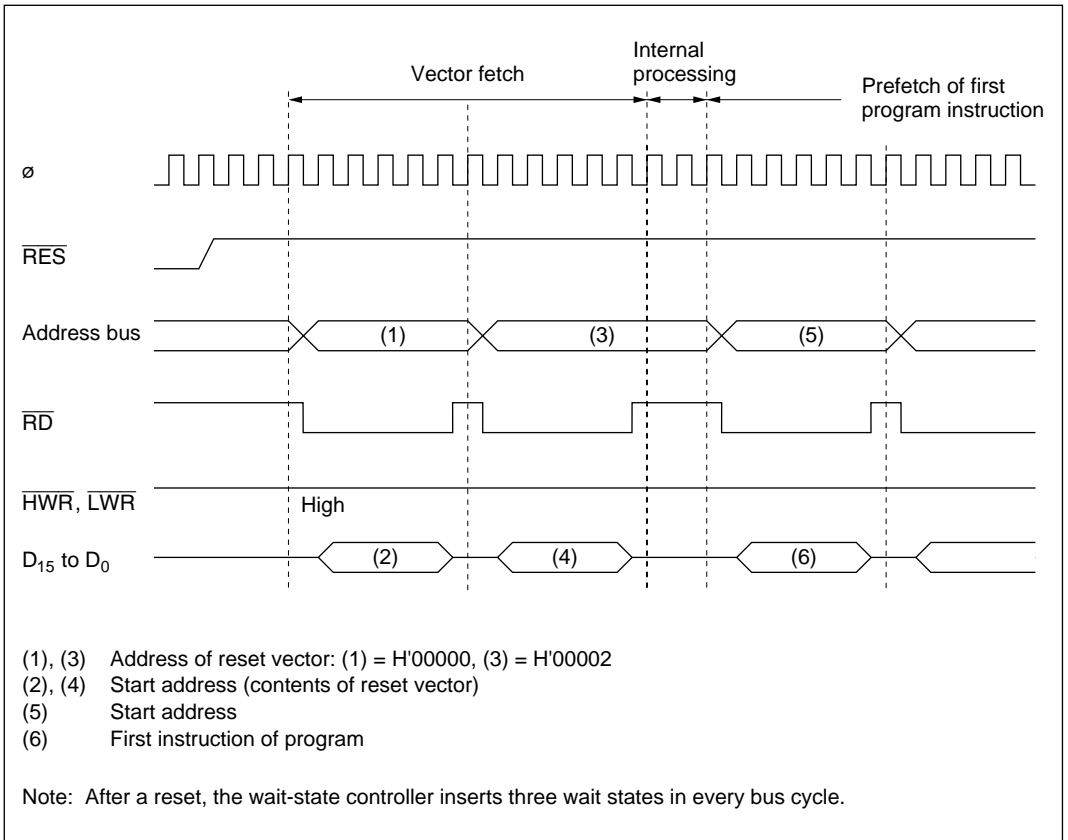 Vector fetch
Internal
processing
Prefetch of first
program instruction
ø
RES
Address bus
(1)
(3)
(5)
RD
HWR, LWR
High
D15 to D0
(2)
(4)
(6)
(1), (3) Address of reset vector: (1) = H'00000, (3) = H'00002
(2), (4) Start address (contents of reset vector)
(5) Start address
(6) First instruction of program
Note: After a reset, the wait-state controller inserts three wait states in every bus cycle.